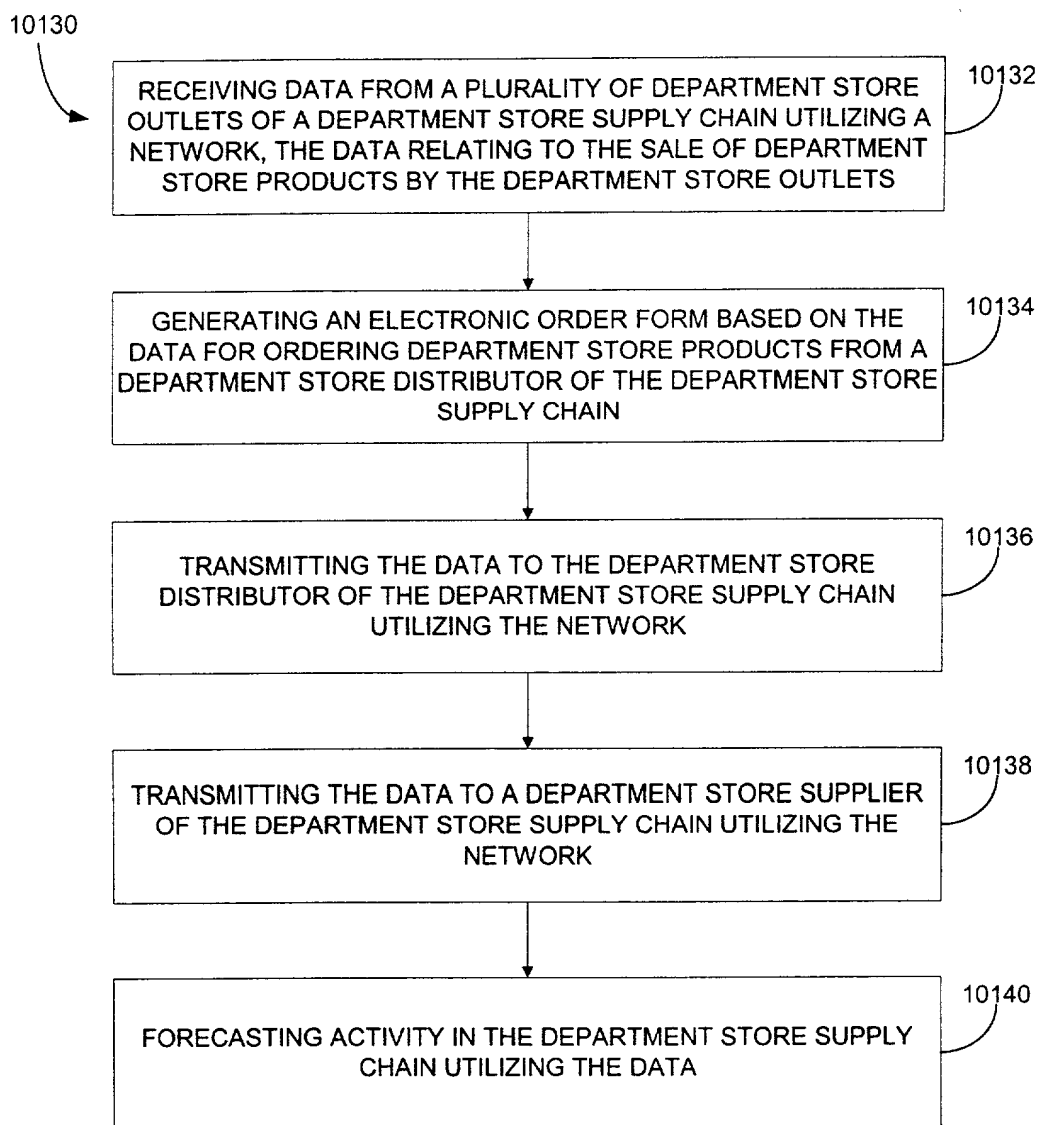 10130
10132
RECEIVING DATA FROM A PLURALITY OF DEPARTMENT STORE
OUTLETS OF A DEPARTMENT STORE SUPPLY CHAIN UTILIZING A
NETWORK, THE DATA RELATING TO THE SALE OF DEPARTMENT
STORE PRODUCTS BY THE DEPARTMENT STORE OUTLETS
10134
GENERATING AN ELECTRONIC ORDER FORM BASED ON THE
DATA FOR ORDERING DEPARTMENT STORE PRODUCTS FROM A
DEPARTMENT STORE DISTRIBUTOR OF THE DEPARTMENT STORE
SUPPLY CHAIN
10136
TRANSMITTING THE DATA TO THE DEPARTMENT STORE
DISTRIBUTOR OF THE DEPARTMENT STORE SUPPLY CHAIN
UTILIZING THE NETWORK
10138
TRANSMITTING THE DATA TO A DEPARTMENT STORE SUPPLIER
OF THE DEPARTMENT STORE SUPPLY CHAIN UTILIZING THE
NETWORK
10140
FORECASTING ACTIVITY IN THE DEPARTMENT STORE SUPPLY
CHAIN UTILIZING THE DATA